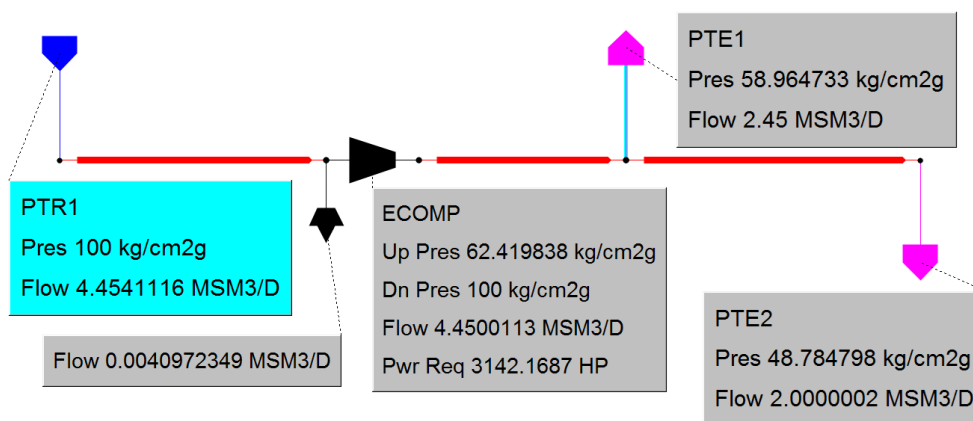 PTE1
Pres 58.964733 kg/cm2g
Flow 2.45 MSM3/D
PTR1
Pres 100 kg/cm2g
Flow 4.4541116 MSM3/D
ECOMP
Up Pres 62.419838 kg/cm2g
Dn Pres 100 kg/cm2g
Flow 4.4500113 MSM3/D
Pwr Req 3142.1687 HP
Flow 0.0040972349 MSM3/D
PTE2
Pres 48.784798 kg/cm2g
Flow 2.0000002 MSM3/D